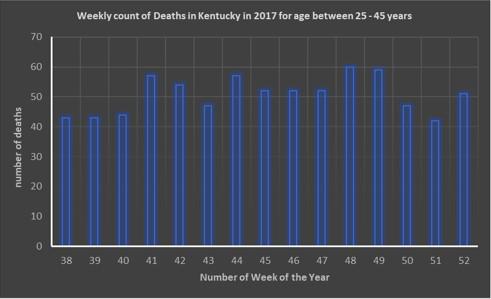 Weekly count of Deaths in Kentucky in 2017 for age between 25 - 45 years
70
60
50
40
30
20
10
0
number of deaths
38 39 40 41 42 43 44 45 46 47 48 49 50 51 52
Number of Week of the Year